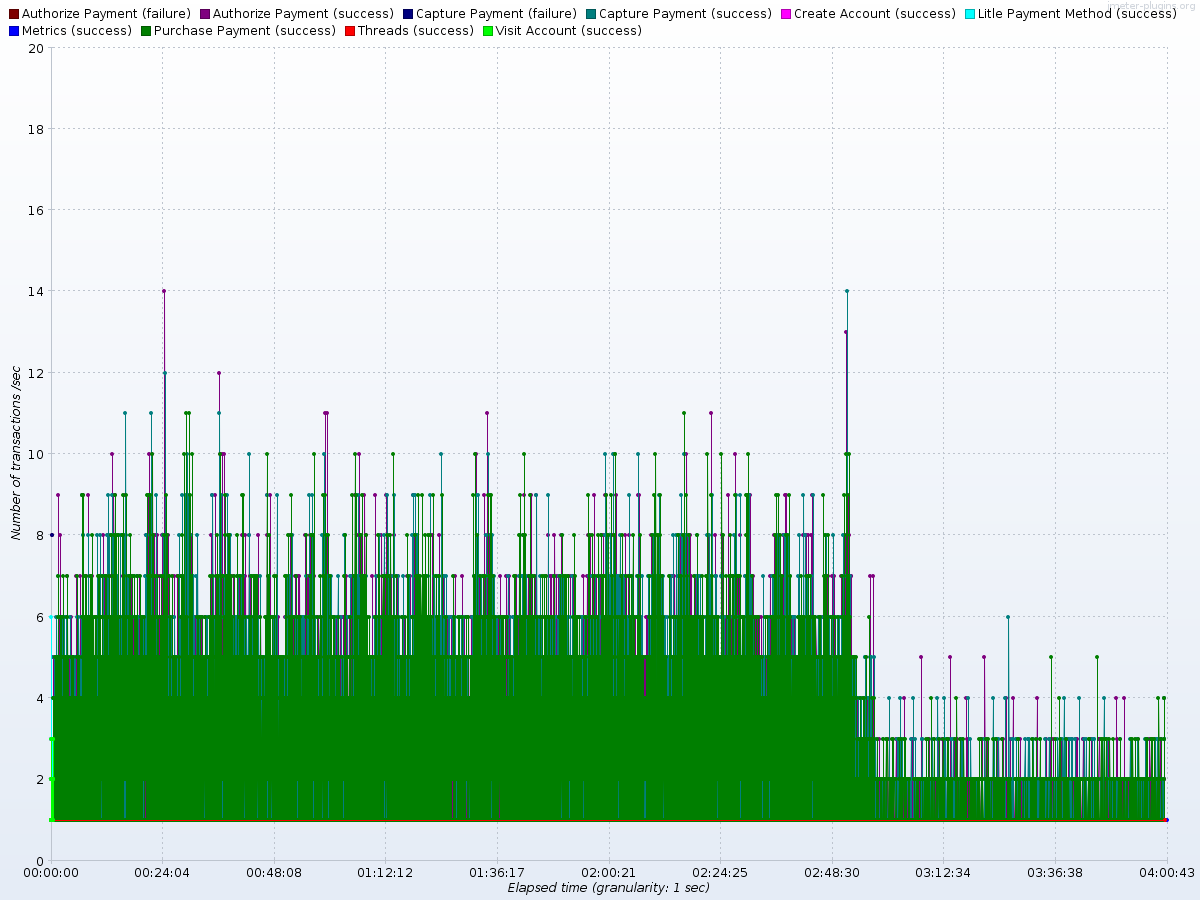 jmeter-plugins.org
Authorize Payment (failure) Authorize Payment (success) Capture Payment (failure) Capture Payment (success) Create Account (success) Litle Payment Method (success)
Metrics (success) Purchase Payment (success) Threads (success) Visit Account (success)
20
18
16
14
12
10
8
6
4
2
0
Number of transactions /sec
00:00:00 00:24:04 00:48:08 01:12:12 01:36:17 02:00:21 02:24:25 02:48:30 03:12:34 03:36:38 04:00:43
Elapsed time (granularity: 1 sec)